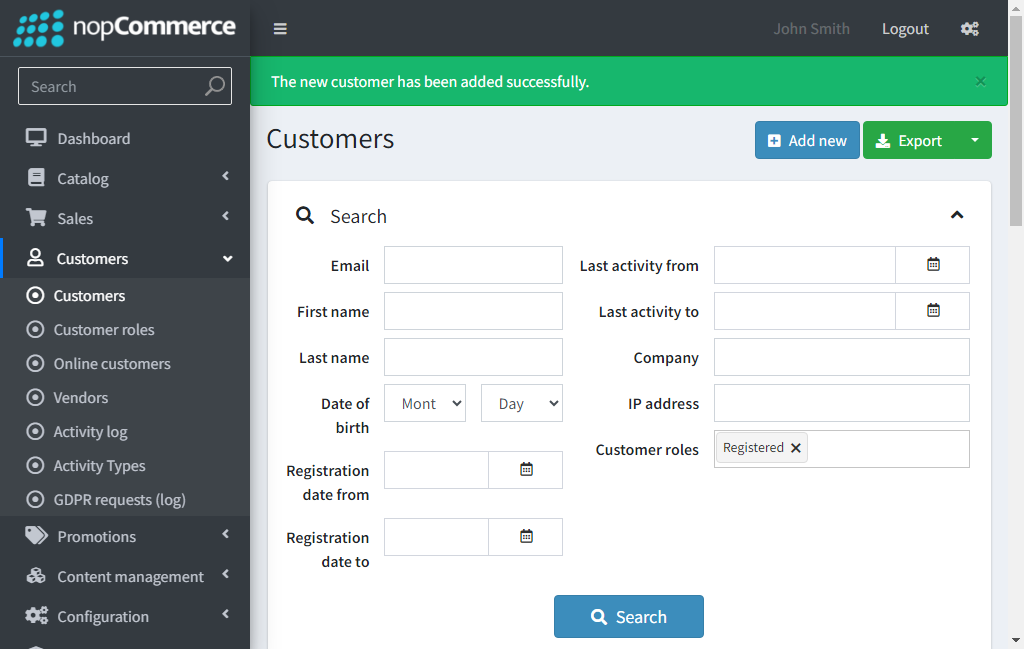 nopCommerce
John Smith
Logout
Search
The new customer has been added successfully.
×
Customers
Add new
Export
Dashboard
Catalog
Sales
Customers
Customers
Customer roles
Online customers
Vendors
Activity log
Activity Types
GDPR requests (log)
Promotions
Content management
Configuration
Search
Email
First name
Last name
Date of
birth
Mont
Day
Registration
date from
Registration
date to
Last activity from
Last activity to
Company
IP address
Customer roles
Registered
Search